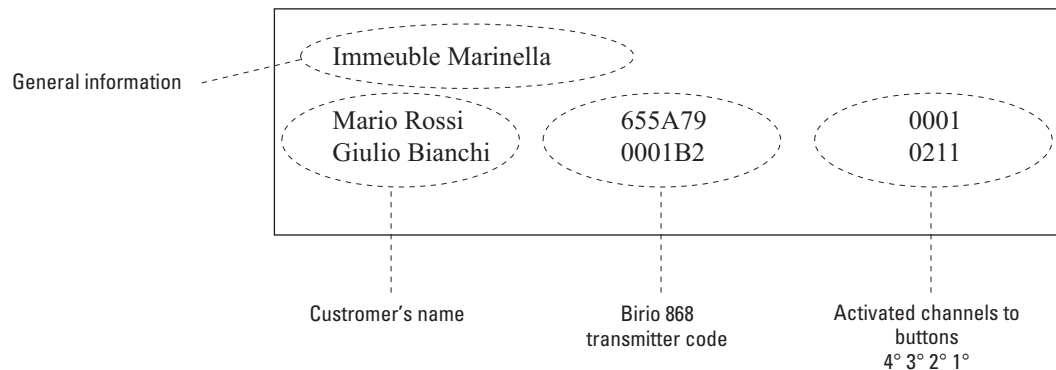 Immeuble Marinella
General information
Mario Rossi 655A79 0001
Giulio Bianchi 0001B2 0211
Custromer's name
Birio 868
transmitter code
Activated channels to
buttons
4° 3° 2° 1°